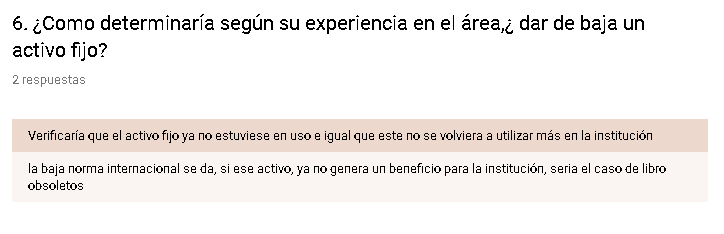 6. ¿Como determinaría según su experiencia en el área,¿ dar de baja un
activo fijo?
2 respuestas
Verificaría que el activo fijo ya no estuviese en uso e igual que este no se volviera a utilizar más en la institución
la baja norma internacional se da, si ese activo, ya no genera un beneficio para la institución, seria el caso de libro
obsoletos